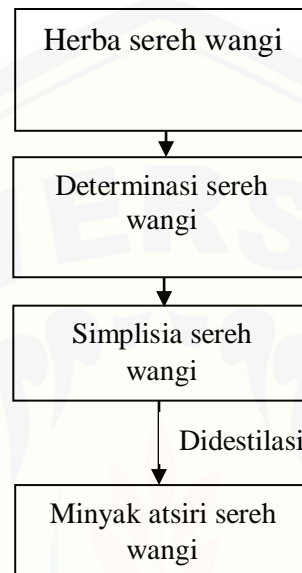 Herba sereh wangi
Determinasi sereh
wangi
Simplisia sereh
wangi
Didestilasi
Minyak atsiri sereh
wangi